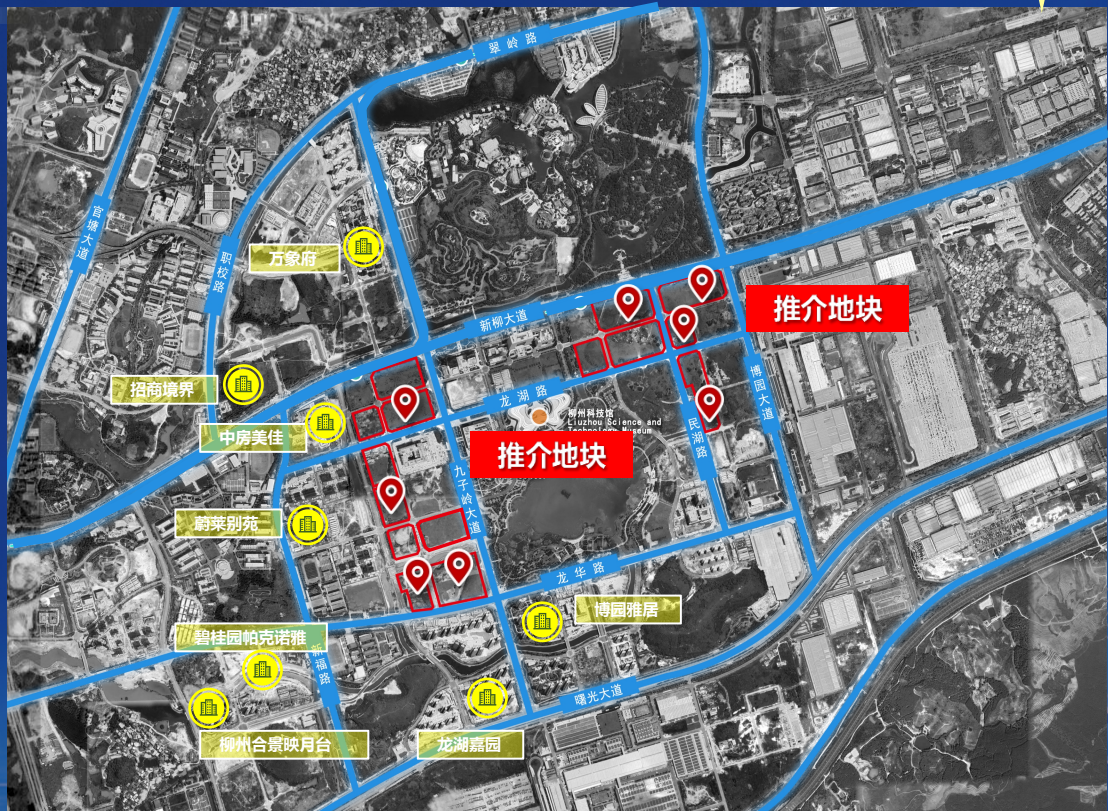 翠岭路
官塘大道
职校路
万象府
新柳大道
推介地块
招商境界
中房美佳
龙湖路
柳州科技馆
Liuzhou Science and
Technology Museum
博园大道
民湖路
推介地块
九子岭大道
蔚莱别苑
龙华路
博园雅居
碧桂园帕克诺雅
新福路
曙光大道
柳州合景映月台
龙湖嘉园